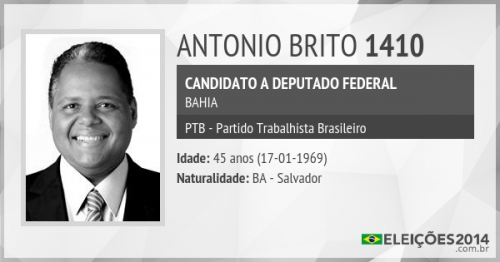 ANTONIO BRITO 1410
CANDIDATO A DEPUTADO FEDERAL
BAHIA
PTB - Partido Trabalhista Brasileiro
Idade: 45 anos (17-01-1969)
Naturalidade: BA - Salvador
ELEIÇÕES2014
.com.br